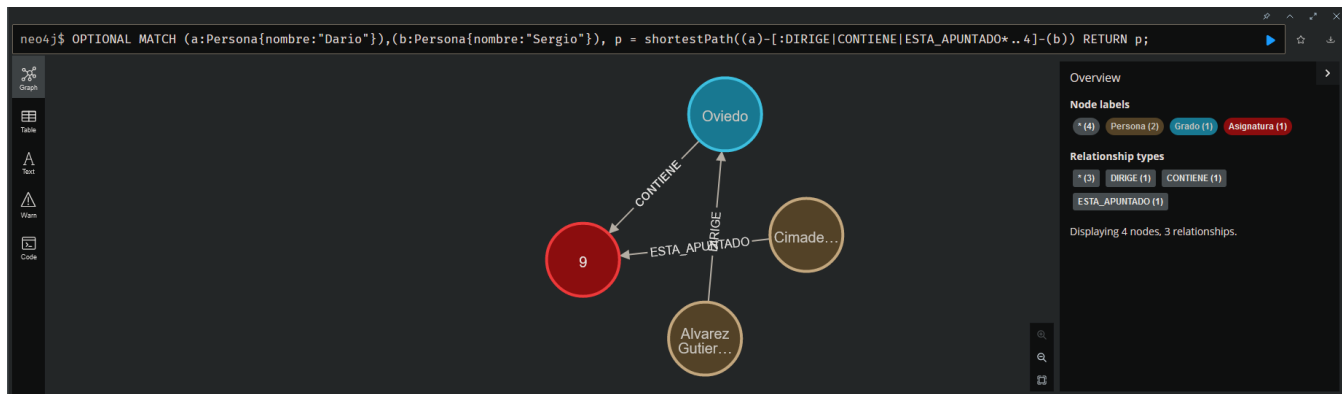 neo4j$ OPTIONAL MATCH (a:Persona{nombre:"Dario"}),(b:Persona{nombre:"Sergio"}), p = shortestPath((a)-[:DIRIGE|CONTIENE|ESTA_APUNTADO*..4]-(b)) RETURN p;
Graph
Table
Text
Warn
Code
Oviedo
CONTIENE
DIRIGE
ESTA_APUNTADO
Cimade...
9
Alvarez
Gutier...
Overview
Node labels
* (4) Persona (2) Grado (1) Asignatura (1)
Relationship types
* (3) DIRIGE (1) CONTIENE (1)
ESTA_APUNTADO (1)
Displaying 4 nodes, 3 relationships.